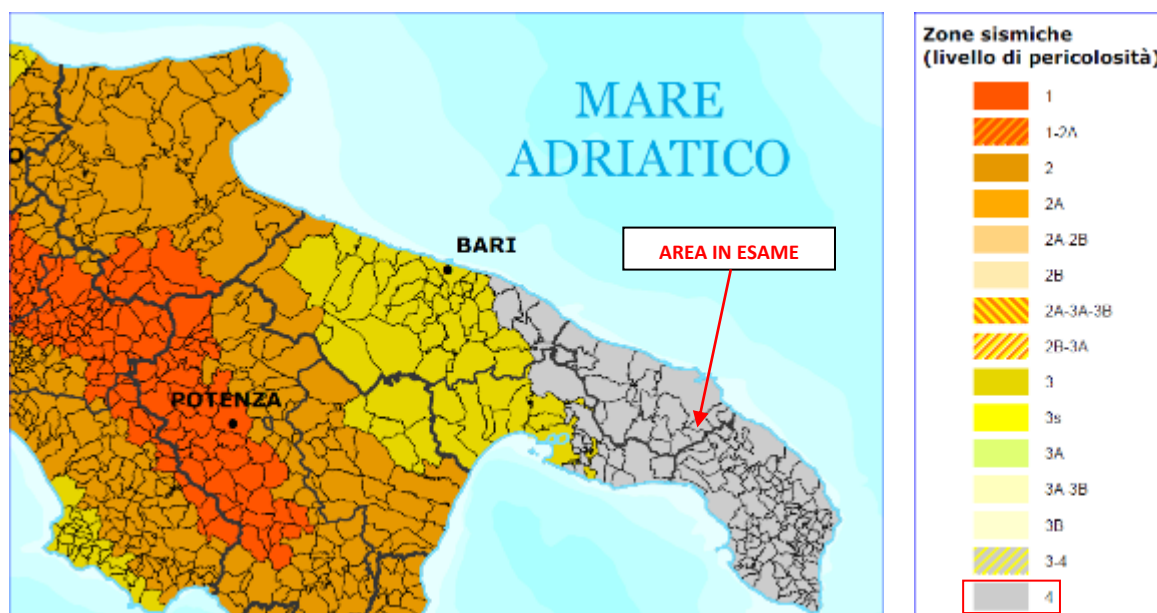 MARE
ADRIATICO
O
BARI
AREA IN ESAME
POTENZA
Zone sismiche
(livello di pericolosità)
1
1-2A
2
2A
2A-2B
2B
2A-3A-3B
2B-3A
3
3s
3A
3A-3B
3B
3-4
4